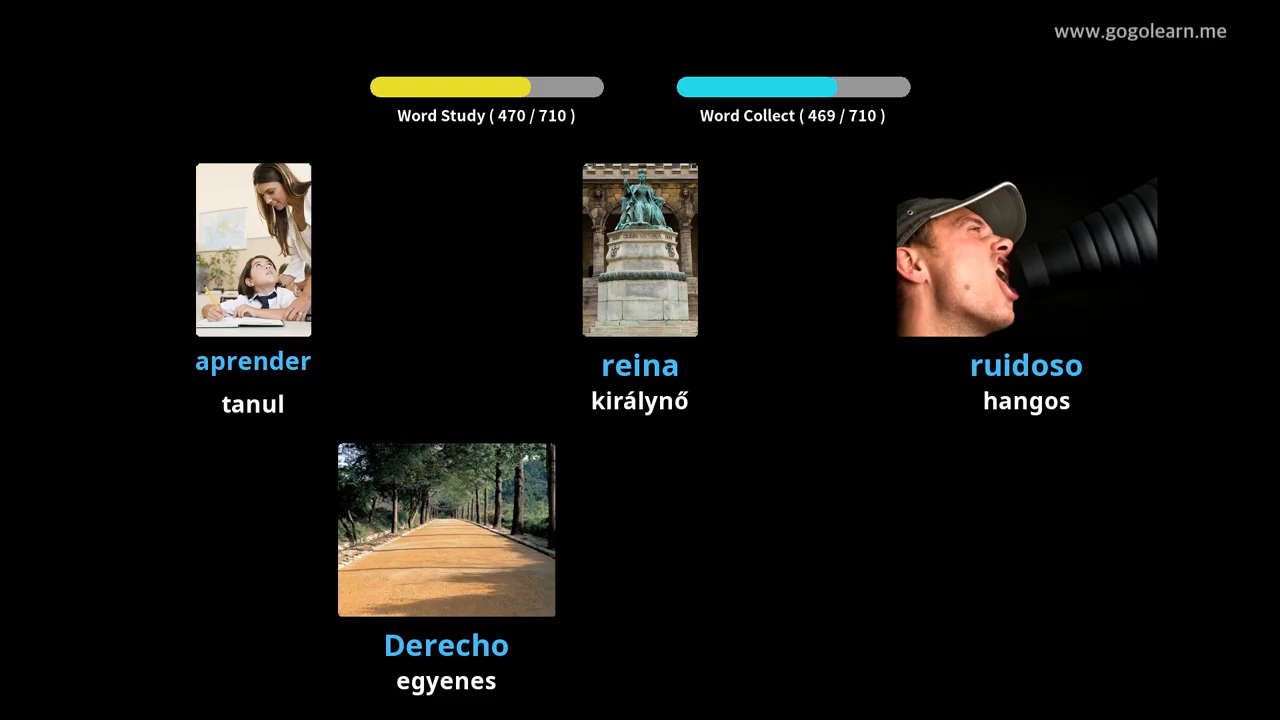 www.gogolearn.me
Word Study ( 470 / 710 )
Word Collect ( 469 / 710 )
aprender
tanul
reina
királynő
ruidoso
hangos
Derecho
egyenes